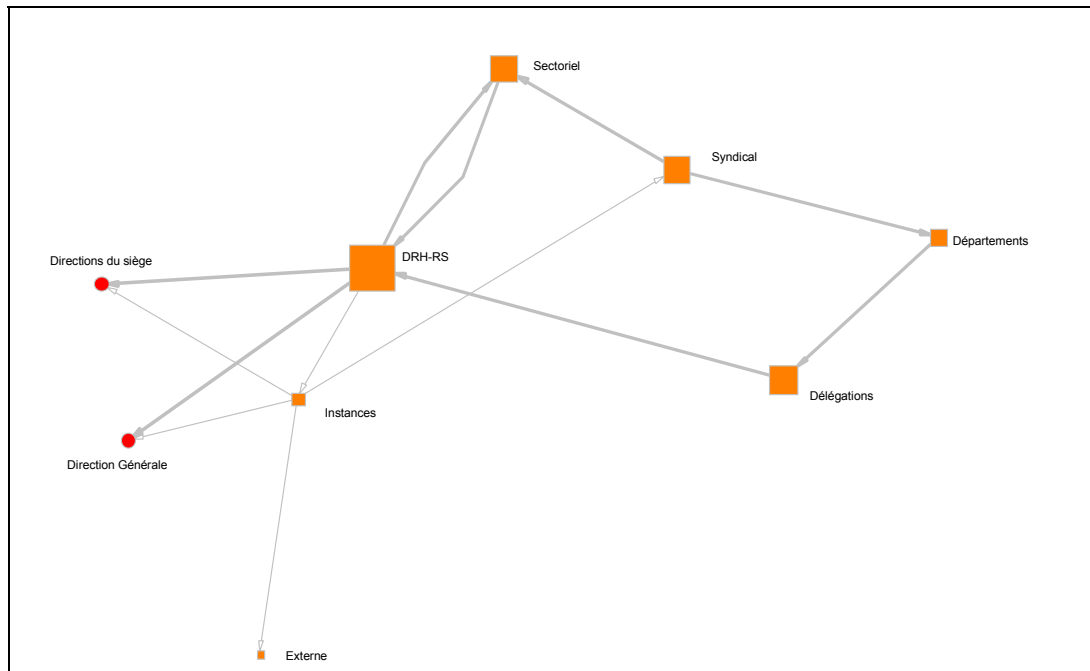 Sectoriel
Syndical
Départements
DRH-RS
Directions du siège
Délégations
Instances
Direction Générale
Externe